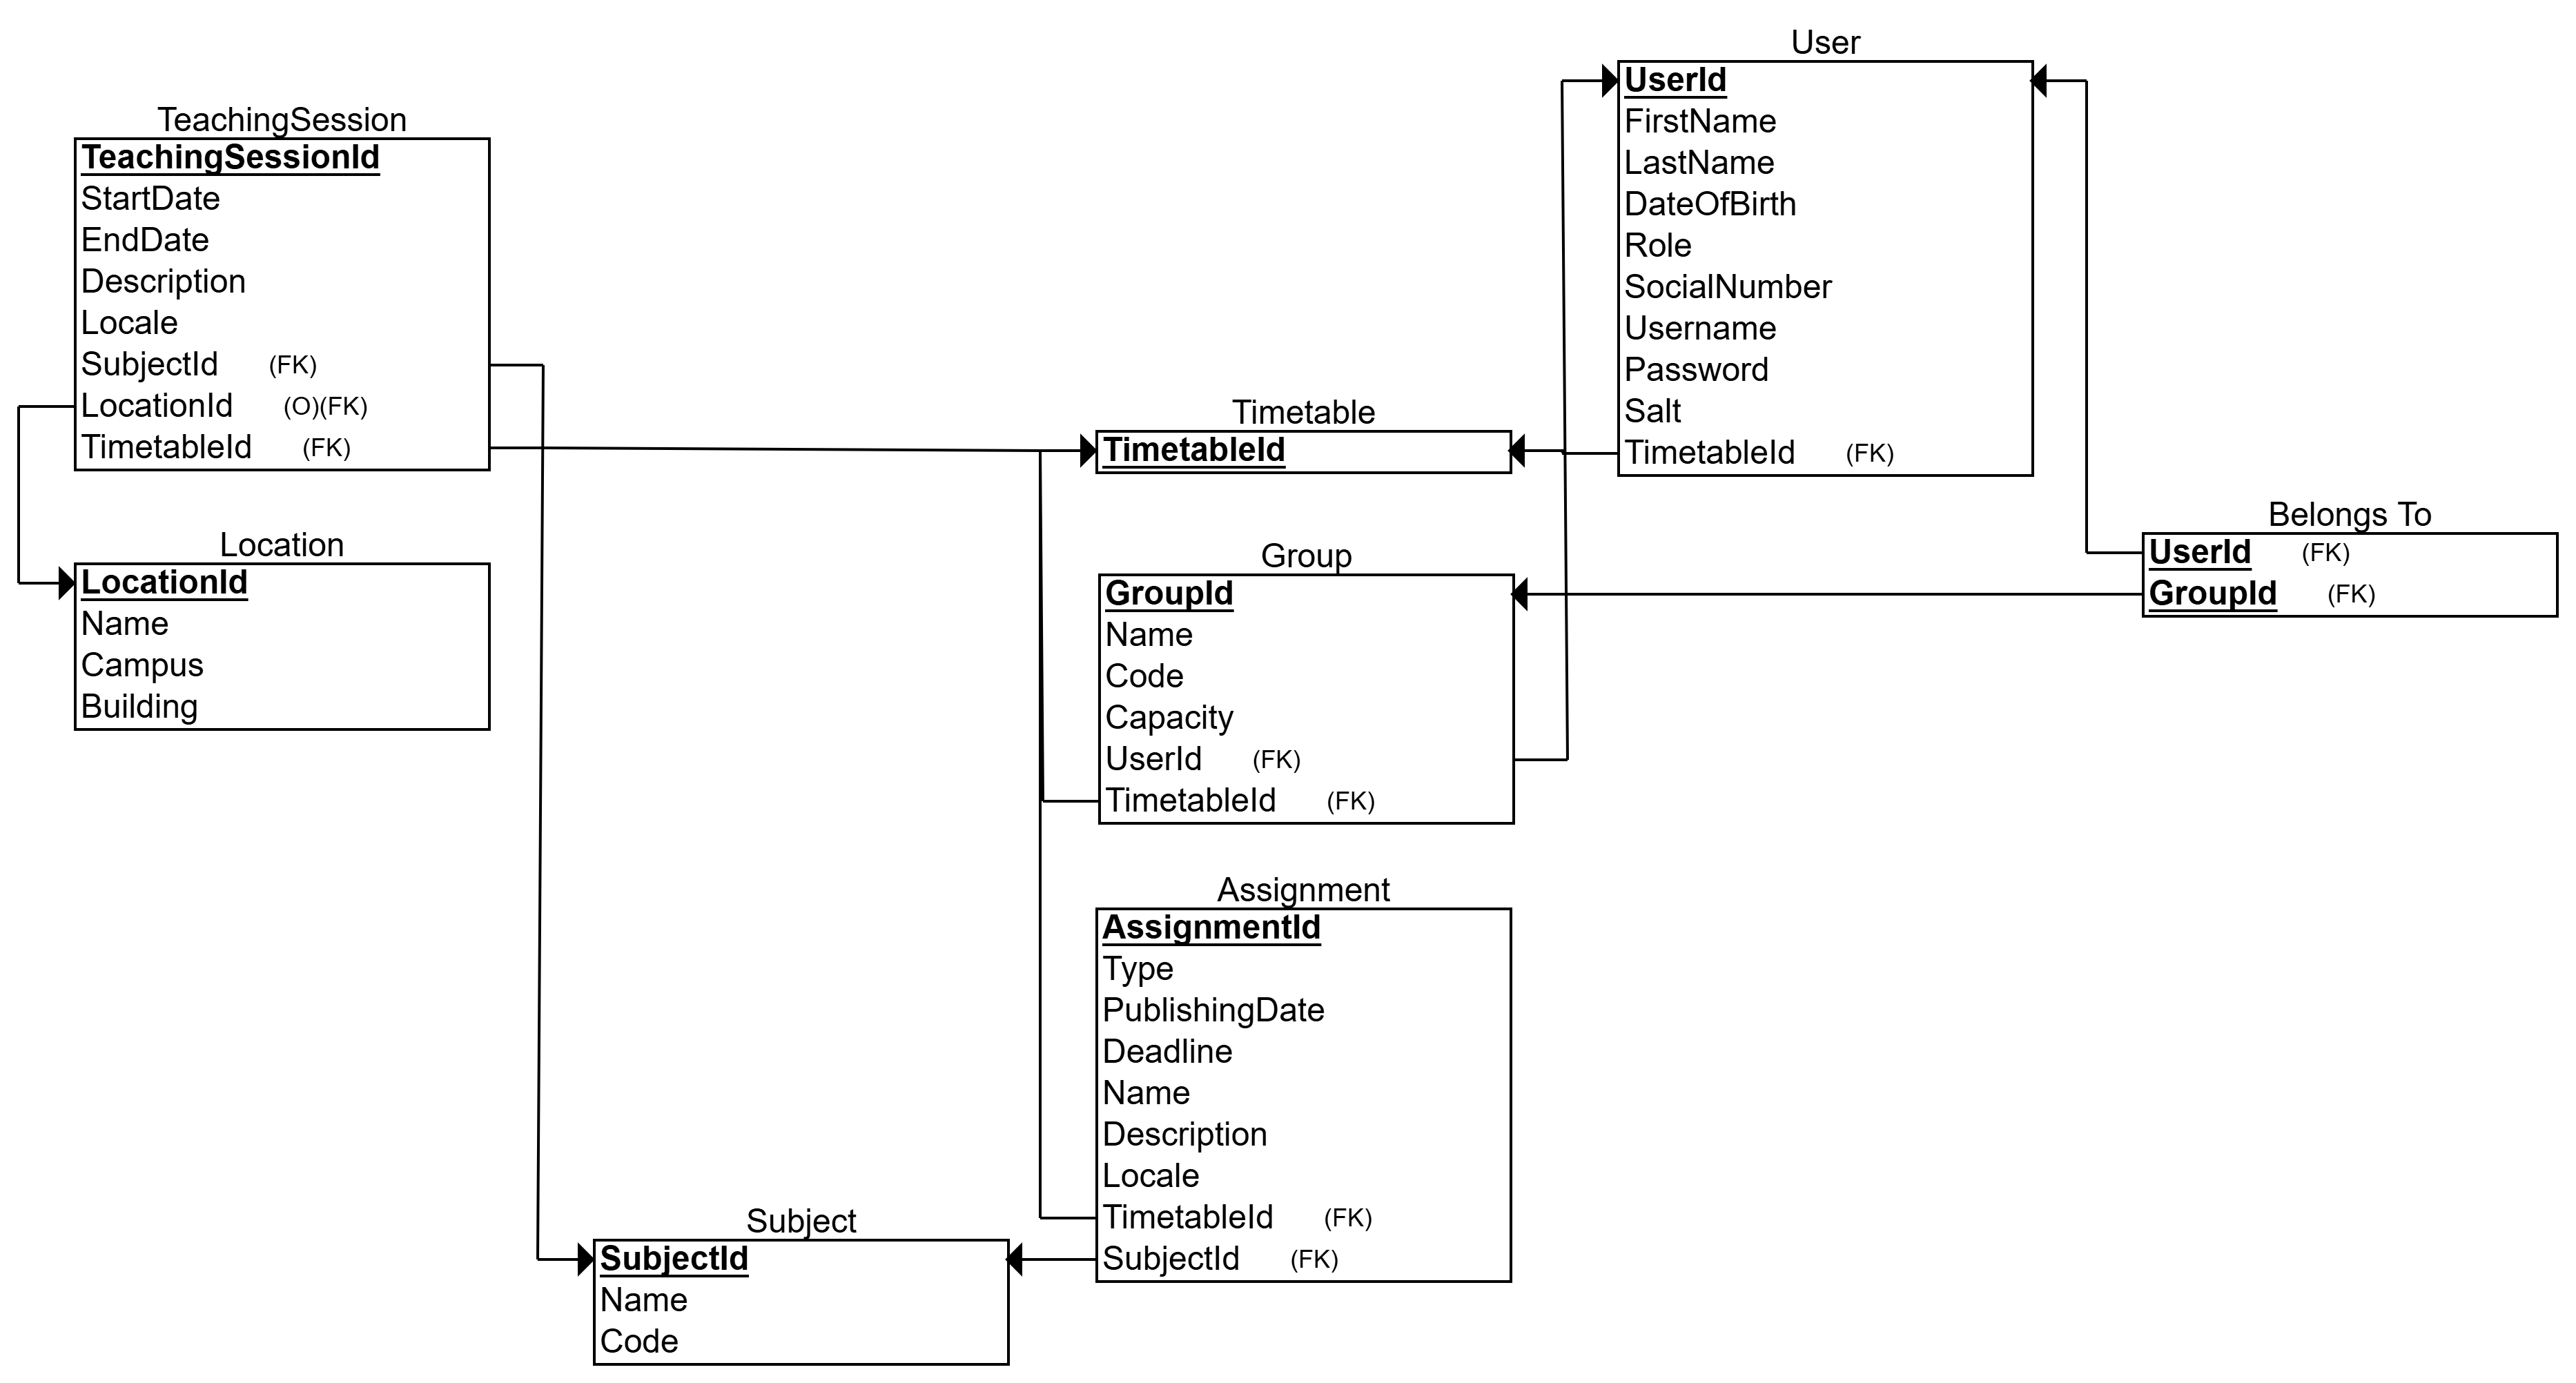 TeachingSession
TeachingSessionId
StartDate
EndDate
Description
Locale
SubjectId (FK)
LocationId (O)(FK)
TimetableId (FK)
Location
LocationId
Name
Campus
Building
Subject
SubjectId
Name
Code
Timetable
TimetableId
Group
GroupId
Name
Code
Capacity
UserId (FK)
TimetableId (FK)
Assignment
AssignmentId
Type
PublishingDate
Deadline
Name
Description
Locale
TimetableId (FK)
SubjectId (FK)
User
UserId
FirstName
LastName
DateOfBirth
Role
SocialNumber
Username
Password
Salt
TimetableId (FK)
Belongs To
UserId (FK)
GroupId (FK)